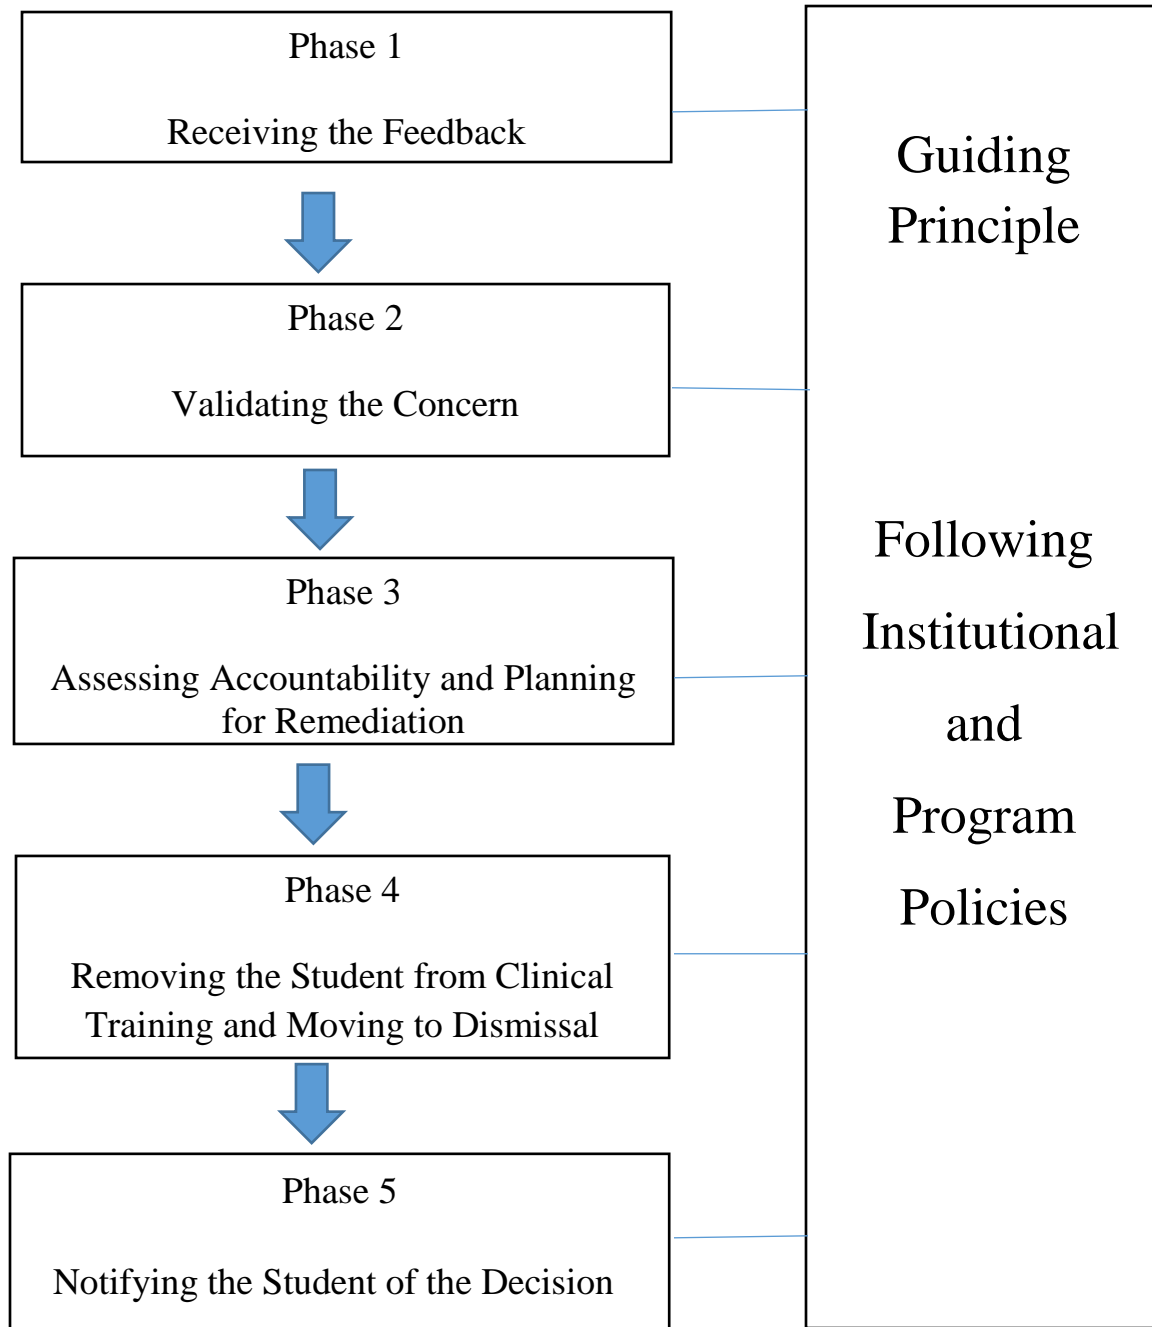 Phase 1
Receiving the Feedback
Phase 2
Validating the Concern
Phase 3
Assessing Accountability and Planning
for Remediation
Phase 4
Removing the Student from Clinical
Training and Moving to Dismissal
Phase 5
Notifying the Student of the Decision
Guiding
Principle
Following
Institutional
and
Program
Policies